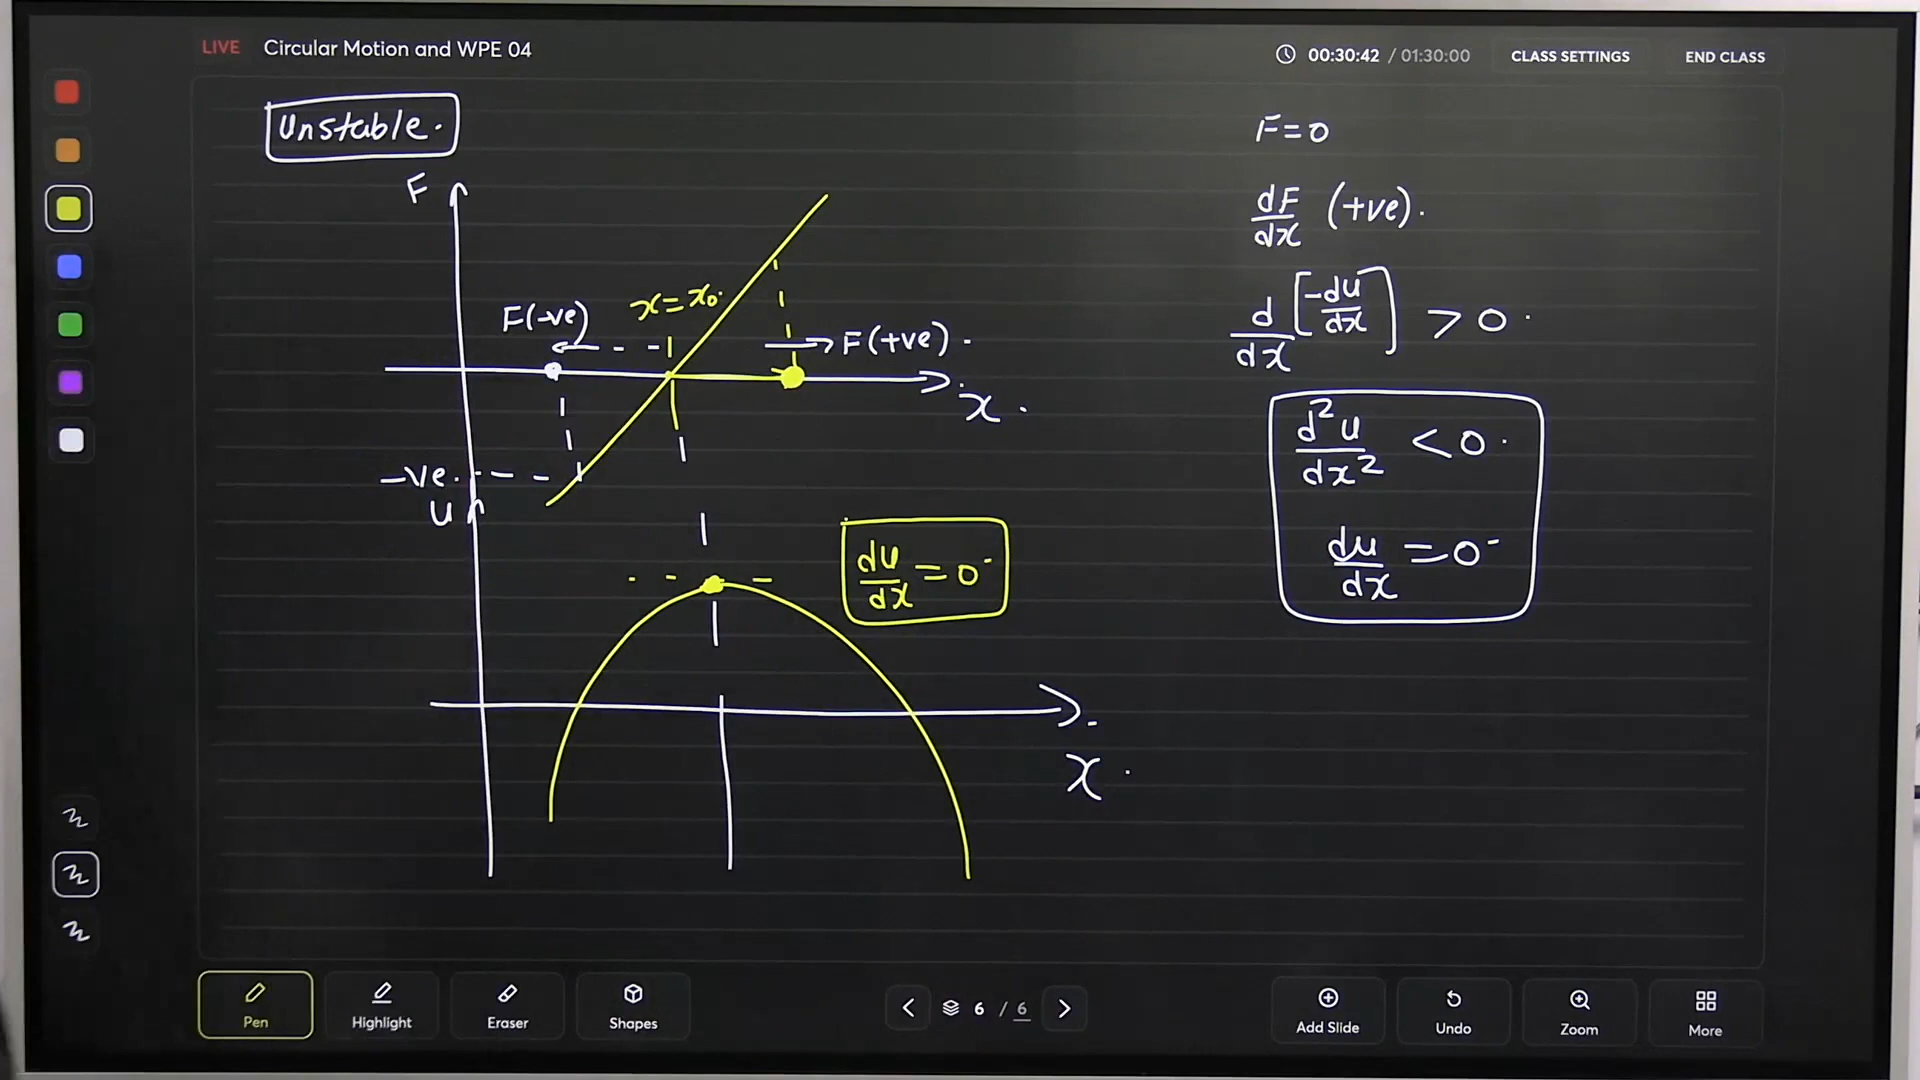 LIVE Circular Motion and WPE 04
00:30:42 / 01:30:00
CLASS SETTINGS
END CLASS
Unstable.
F
F(-ve)
x=x₀.
F(+ve).
x.
-ve.
U
du/dx = 0
x.
F=0
dF/dx (+ve).
d/dx [-du/dx] > 0.
d²u/dx² < 0.
du/dx = 0
Pen
Highlight
Eraser
Shapes
6 / 6
Add Slide
Undo
Zoom
More